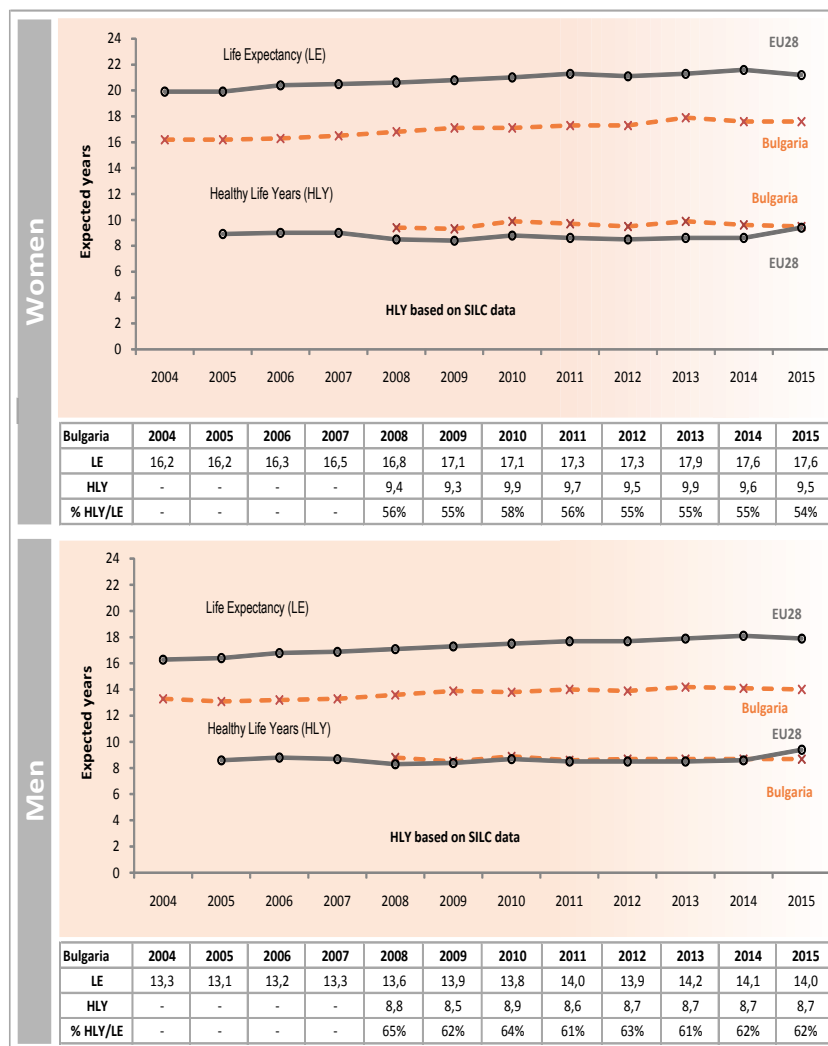 Women
24
22
20
18
16
14
12
10
8
6
4
2
0
Expected years
Life Expectancy (LE)
EU28
Bulgaria
Healthy Life Years (HLY)
Bulgaria
EU28
HLY based on SILC data
2004 2005 2006 2007 2008 2009 2010 2011 2012 2013 2014 2015
Bulgaria 2004 2005 2006 2007 2008 2009 2010 2011 2012 2013 2014 2015
LE 16,2 16,2 16,3 16,5 16,8 17,1 17,1 17,3 17,3 17,9 17,6 17,6
HLY - - - - 9,4 9,3 9,9 9,7 9,5 9,9 9,6 9,5
% HLY/LE - - - - 56% 55% 58% 56% 55% 55% 55% 54%
Men
24
22
20
18
16
14
12
10
8
6
4
2
0
Expected years
Life Expectancy (LE)
EU28
Bulgaria
Healthy Life Years (HLY)
EU28
Bulgaria
HLY based on SILC data
2004 2005 2006 2007 2008 2009 2010 2011 2012 2013 2014 2015
Bulgaria 2004 2005 2006 2007 2008 2009 2010 2011 2012 2013 2014 2015
LE 13,3 13,1 13,2 13,3 13,6 13,9 13,8 14,0 13,9 14,2 14,1 14,0
HLY - - - - 8,8 8,5 8,9 8,6 8,7 8,7 8,7 8,7
% HLY/LE - - - - 65% 62% 64% 61% 63% 61% 62% 62%